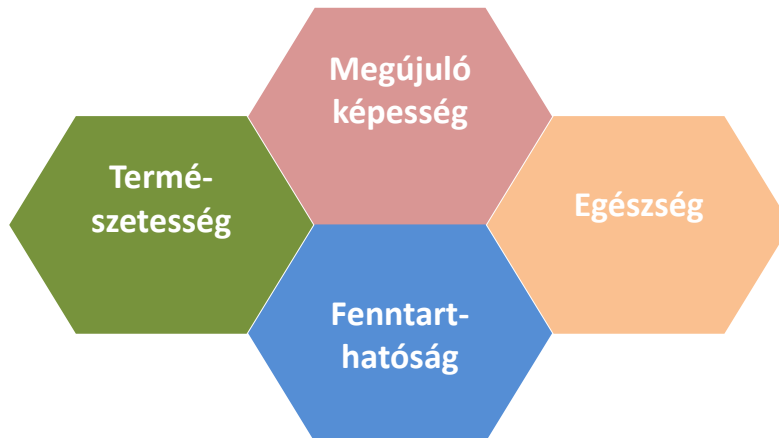 Megújuló
képesség
Termé-
szetesség
Egészség
Fenntart-
hatóság